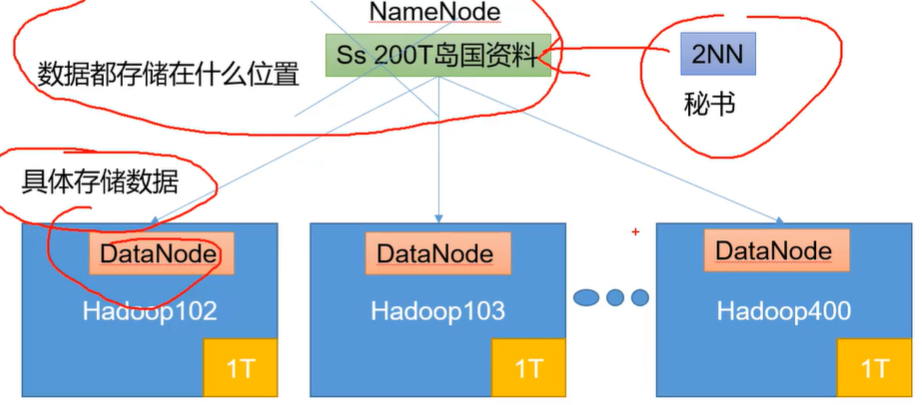 NameNode
Ss 200T岛国资料
2NN
数据都存储在什么位置
秘书
具体存储数据
DataNode
DataNode
DataNode
Hadoop102
Hadoop103
Hadoop400
1T
1T
1T